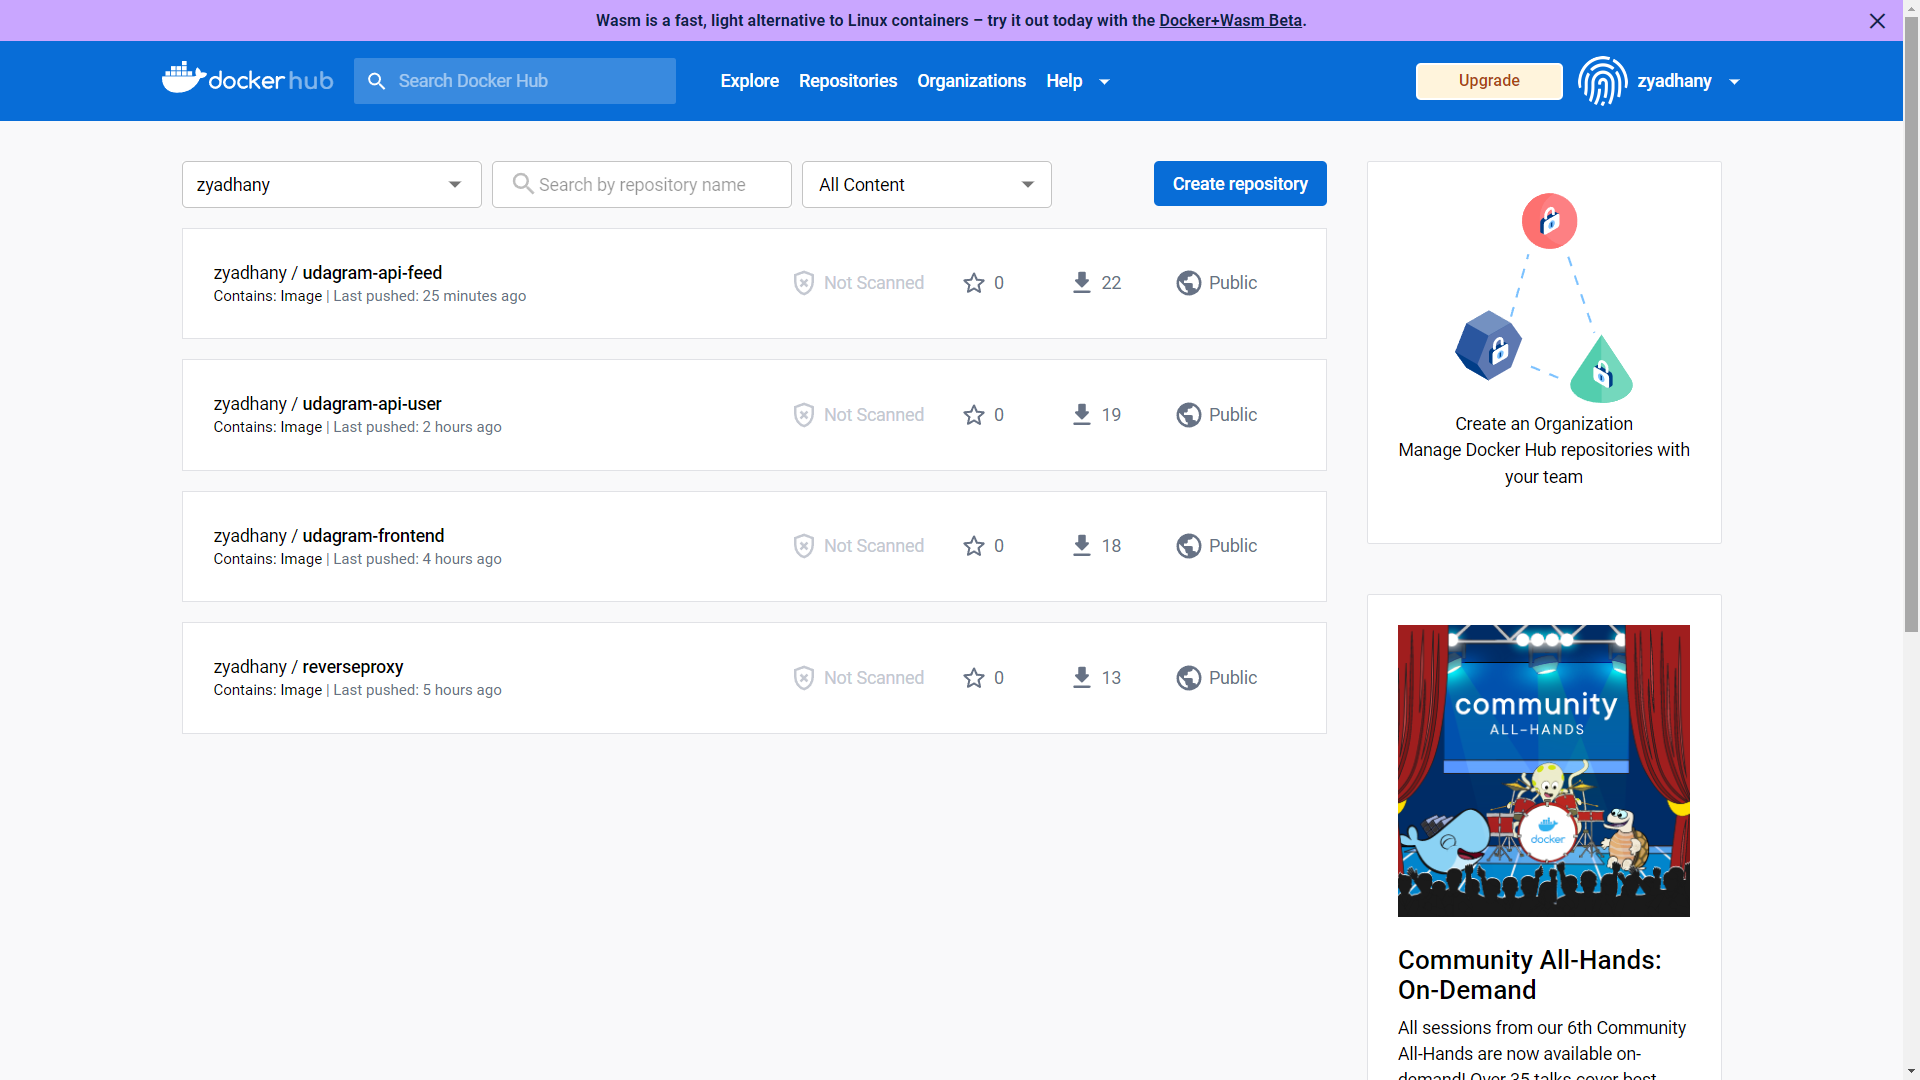 Wasm is a fast, light alternative to Linux containers – try it out today with the Docker+Wasm Beta.
docker hub
Search Docker Hub
Explore
Repositories
Organizations
Help
Upgrade
zyadhany
zyadhany
Search by repository name
All Content
Create repository
zyadhany / udagram-api-feed
Contains: Image | Last pushed: 25 minutes ago
Not Scanned
0
22
Public
zyadhany / udagram-api-user
Contains: Image | Last pushed: 2 hours ago
Not Scanned
0
19
Public
zyadhany / udagram-frontend
Contains: Image | Last pushed: 4 hours ago
Not Scanned
0
18
Public
zyadhany / reverseproxy
Contains: Image | Last pushed: 5 hours ago
Not Scanned
0
13
Public
Create an Organization
Manage Docker Hub repositories with
your team
community
ALL-HANDS
docker
Community All-Hands:
On-Demand
All sessions from our 6th Community
All-Hands are now available on-
demand! Over 35 talks cover best